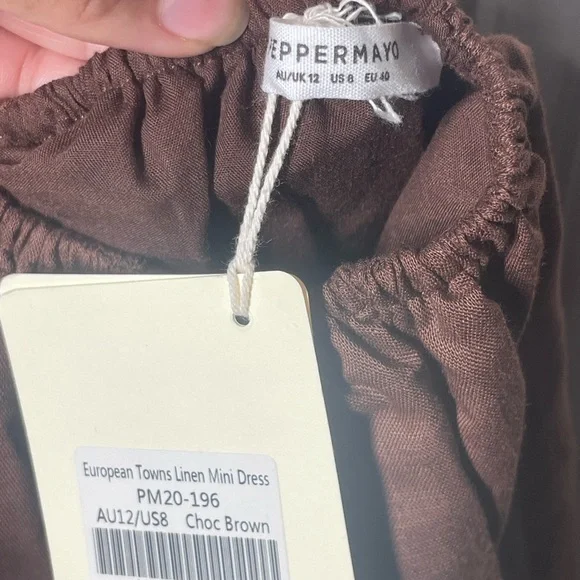 PEPPERMAYO
AU/UK 12 US 8 EU 40
European Towns Linen Mini Dress
PM20-196
AU12/US8 Choc Brown